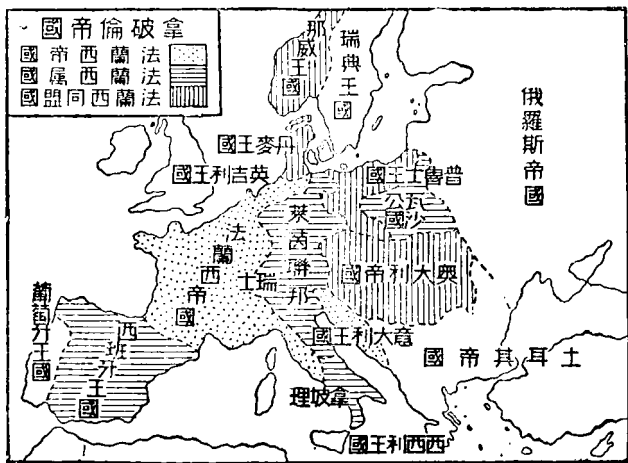 拿破倫帝國
法蘭西帝國
法蘭西属國
法蘭西同盟國
那威王國
瑞典王國
俄羅斯帝國
丹麥王國
英吉利王國
普魯士王國
瓦沙公國
萊茵聯邦
法蘭西帝國
瑞士
奧大利帝國
葡萄牙王國
西班牙王國
意大利王國
土耳其帝國
拿坡理
西西利王國